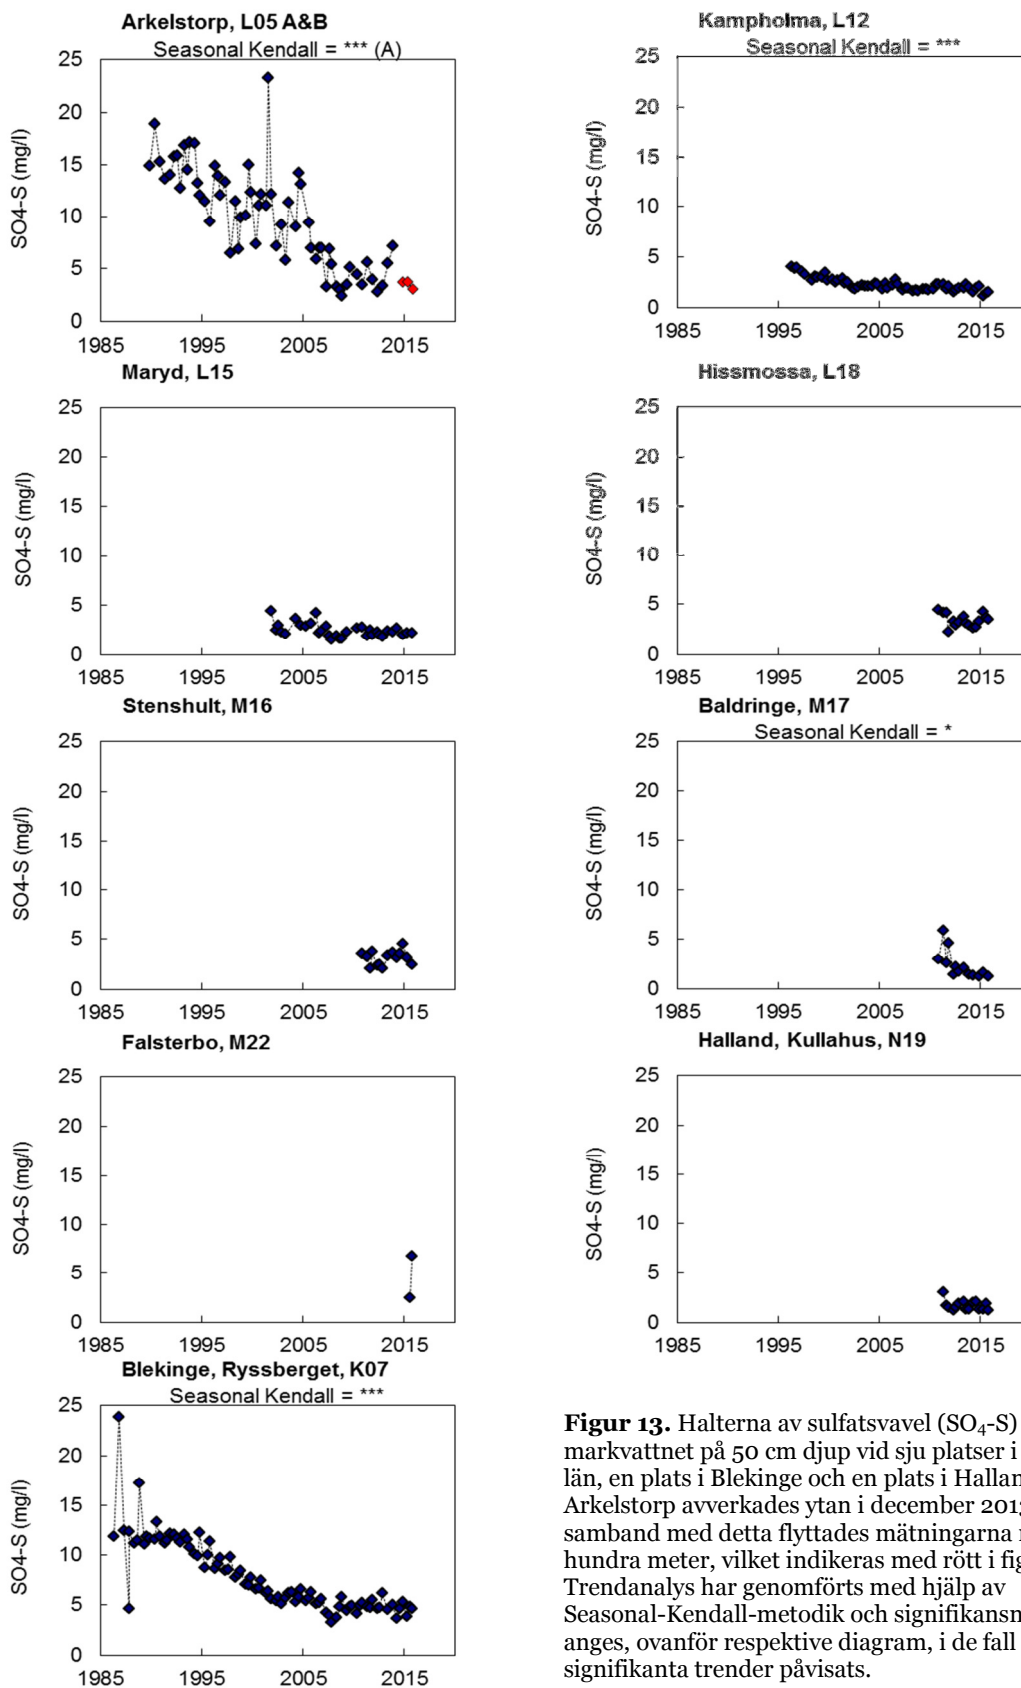 Arkelstorp, L05 A&B
Seasonal Kendall = *** (A)
SO4-S (mg/l)
25
20
15
10
5
0
1985 1995 2005 2015
Kampholma, L12
Seasonal Kendall = ***
SO4-S (mg/l)
25
20
15
10
5
0
1985 1995 2005 2015
Maryd, L15
SO4-S (mg/l)
25
20
15
10
5
0
1985 1995 2005 2015
Hissmossa, L18
SO4-S (mg/l)
25
20
15
10
5
0
1985 1995 2005 2015
Stenshult, M16
SO4-S (mg/l)
25
20
15
10
5
0
1985 1995 2005 2015
Baldringe, M17
Seasonal Kendall = *
SO4-S (mg/l)
25
20
15
10
5
0
1985 1995 2005 2015
Falsterbo, M22
SO4-S (mg/l)
25
20
15
10
5
0
1985 1995 2005 2015
Halland, Kullahus, N19
SO4-S (mg/l)
25
20
15
10
5
0
1985 1995 2005 2015
Blekinge, Ryssberget, K07
Seasonal Kendall = ***
SO4-S (mg/l)
25
20
15
10
5
0
1985 1995 2005 2015
Figur 13. Halterna av sulfatsvavel (SO₄-S)
markvattnet på 50 cm djup vid sju platser i
län, en plats i Blekinge och en plats i Hallan
Arkelstorp avverkades ytan i december 2013
samband med detta flyttades mätningarna
hundra meter, vilket indikeras med rött i fig
Trendanalys har genomförts med hjälp av
Seasonal-Kendall-metodik och signifikansn
anges, ovanför respektive diagram, i de fall
signifikanta trender påvisats.